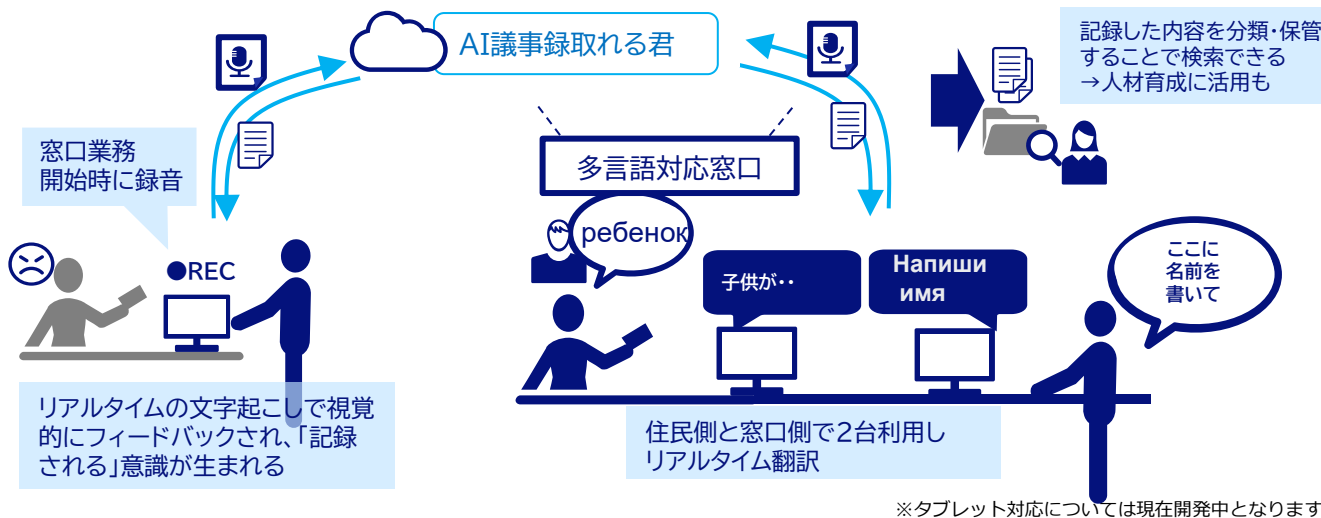 AI議事録取れる君
記録した内容を分類・保管
することで検索できる
→人材育成に活用も
窓口業務
開始時に録音
多言語対応窓口
ребенок
●REC
子供が‥
Напиши
имя
ここに
名前を
書いて
リアルタイムの文字起こしで視覚
的にフィードバックされ、「記録
される」意識が生まれる
住民側と窓口側で2台利用し
リアルタイム翻訳
※タブレット対応については現在開発中となります